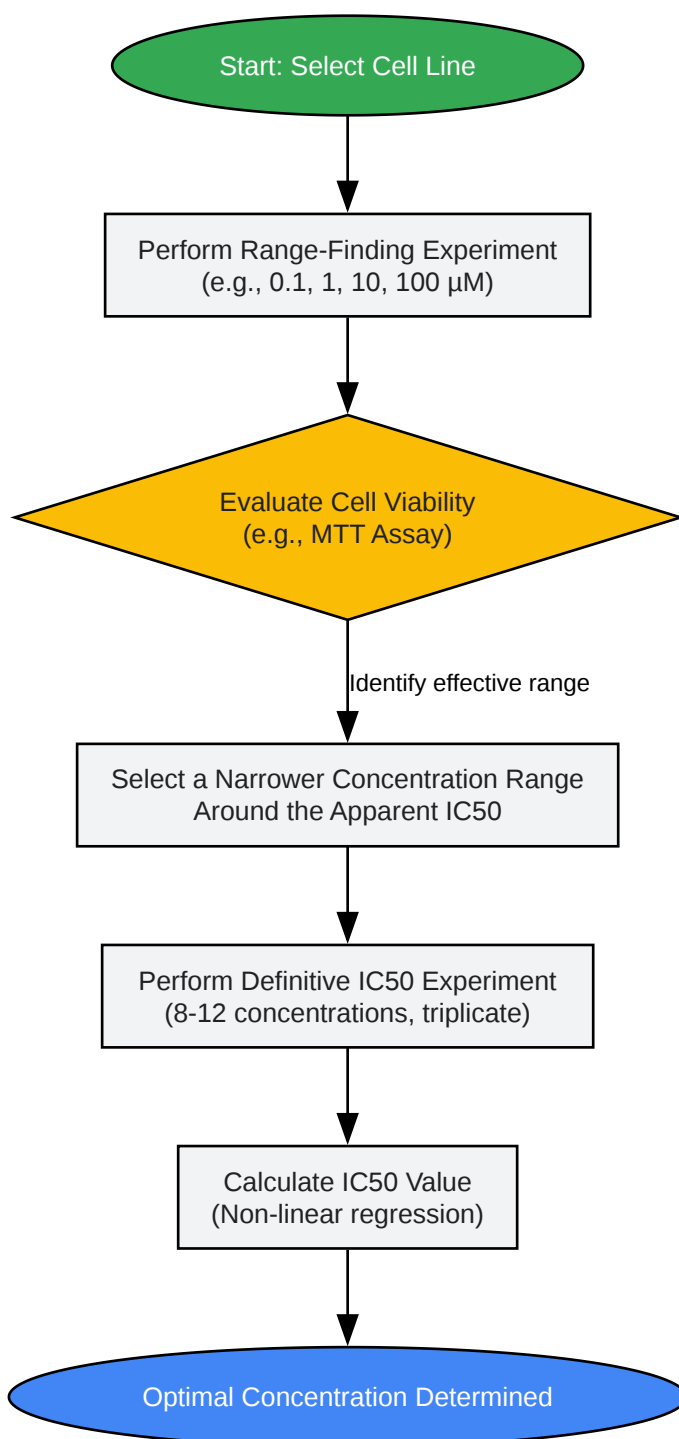 Start: Select Cell Line
Perform Range-Finding Experiment
(e.g., 0.1, 1, 10, 100 µM)
Evaluate Cell Viability
(e.g., MTT Assay)
Identify effective range
Select a Narrower Concentration Range
Around the Apparent IC50
Perform Definitive IC50 Experiment
(8-12 concentrations, triplicate)
Calculate IC50 Value
(Non-linear regression)
Optimal Concentration Determined